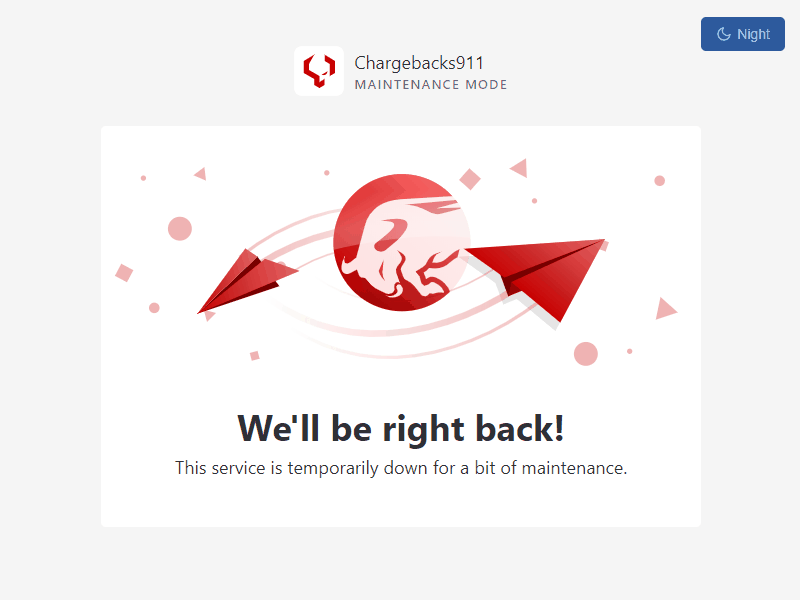 Night
Chargebacks911
MAINTENANCE MODE
We'll be right back!
This service is temporarily down for a bit of maintenance.